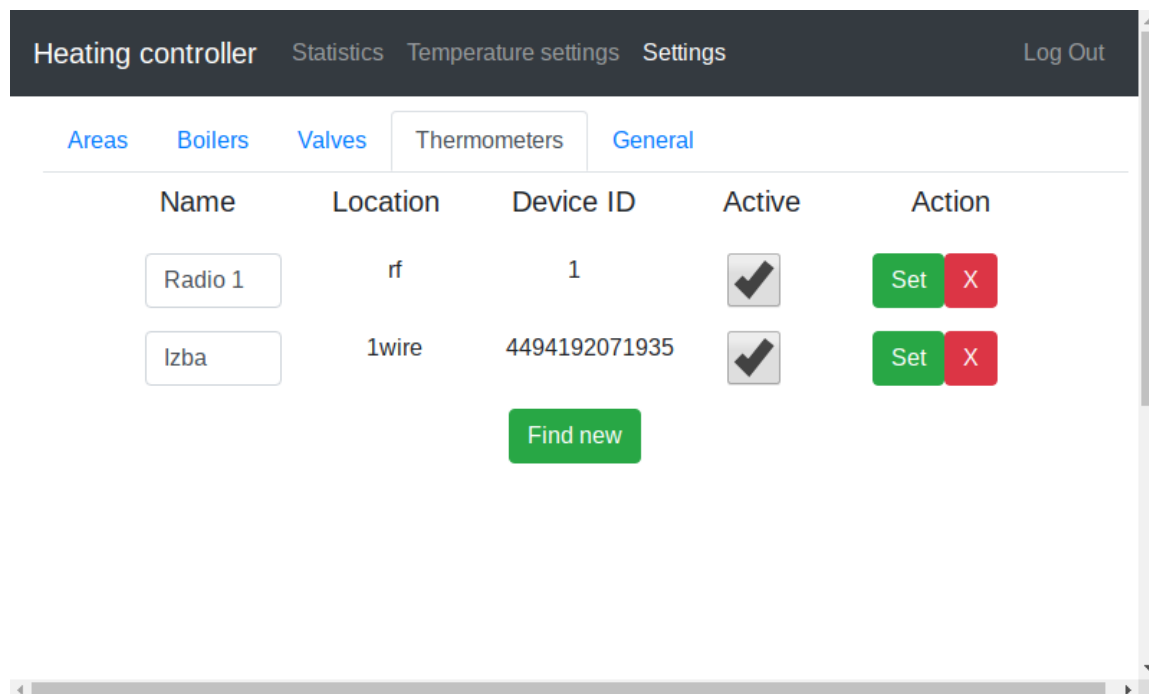 Heating controller Statistics Temperature settings Settings Log Out
Areas Boilers Valves Thermometers General
Name Location Device ID Active Action
Radio 1 rf 1 Set X
Izba 1wire 4494192071935 Set X
Find new